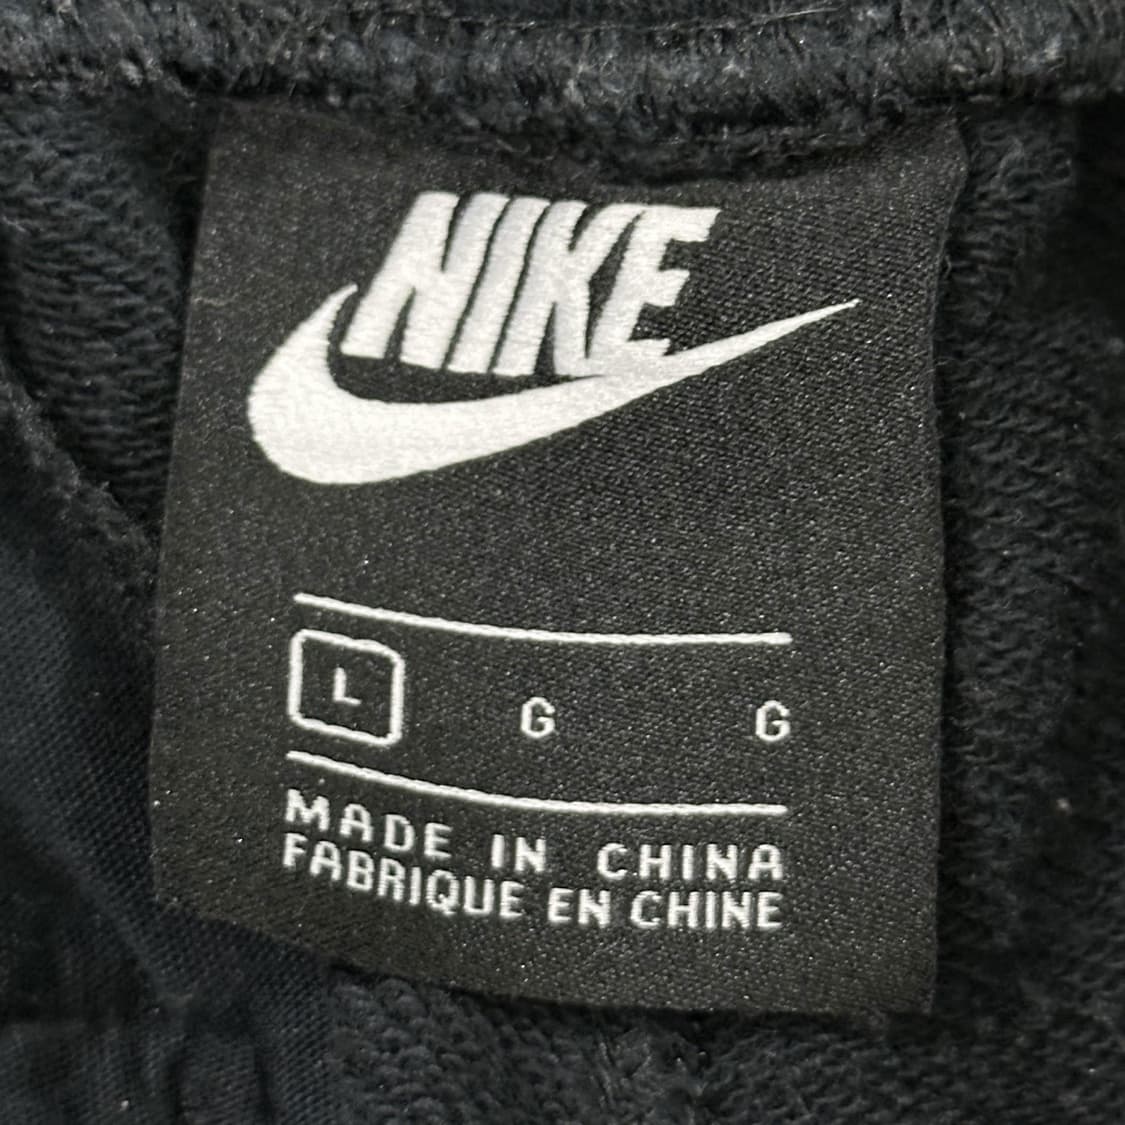 NIKE
L G G
MADE IN CHINA
FABRIQUE EN CHINE